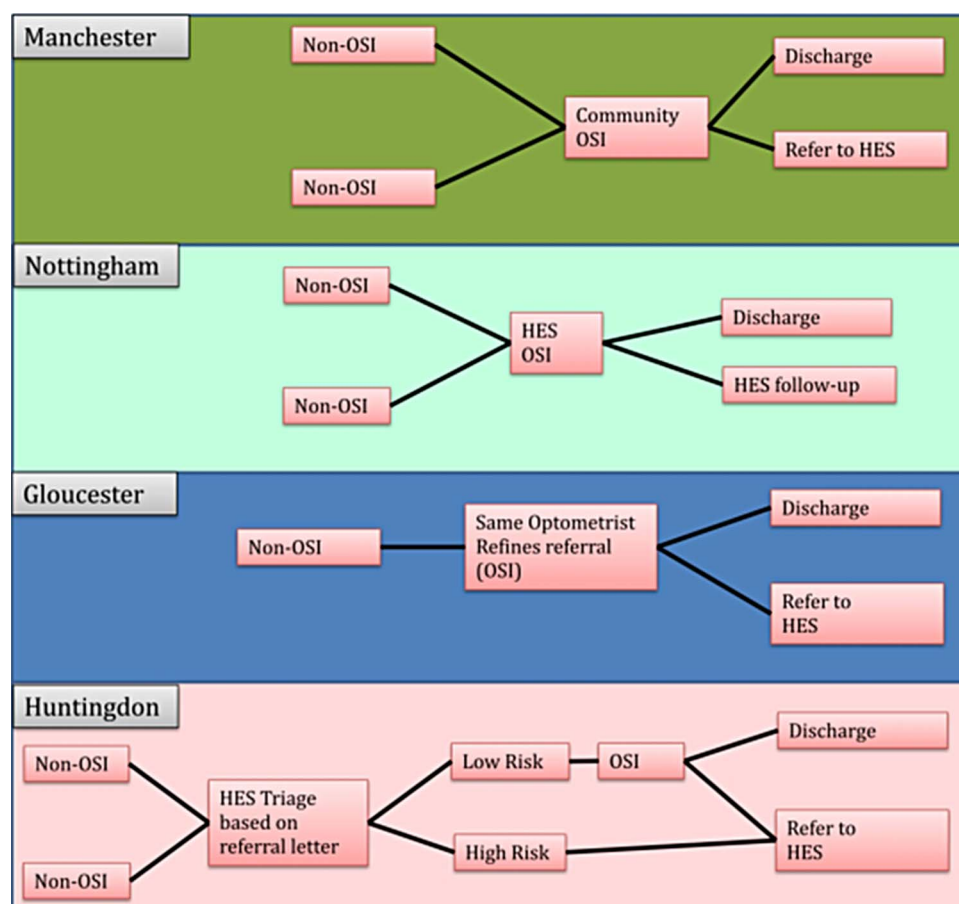 Manchester
Non-OSI
Non-OSI
Community
OSI
Discharge
Refer to HES
Nottingham
Non-OSI
Non-OSI
HES
OSI
Discharge
HES follow-up
Gloucester
Non-OSI
Same Optometrist
Refines referral
(OSI)
Discharge
Refer to
HES
Huntingdon
Non-OSI
Non-OSI
HES Triage
based on
referral letter
Low Risk
OSI
High Risk
Discharge
Refer to
HES